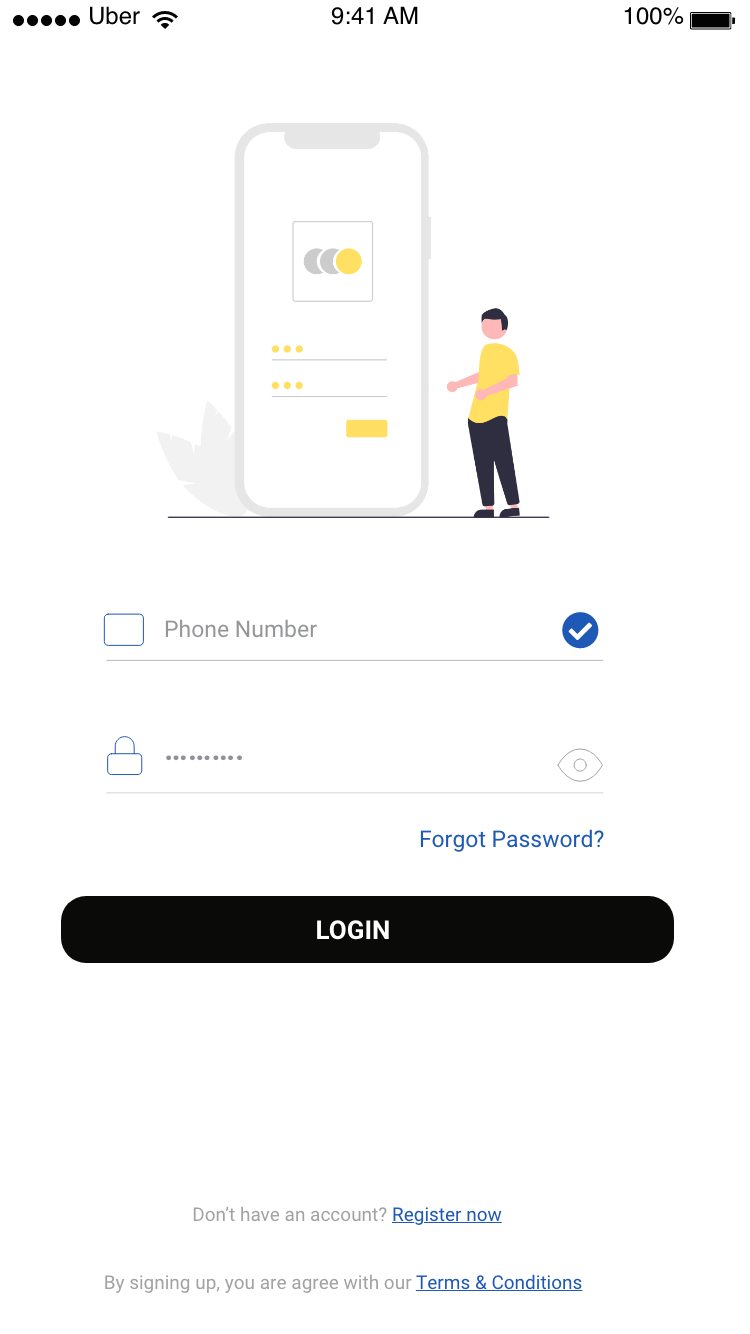 Uber
9:41 AM
100%
Phone Number
••••••••••
Forgot Password?
LOGIN
Don’t have an account? Register now
By signing up, you are agree with our Terms & Conditions